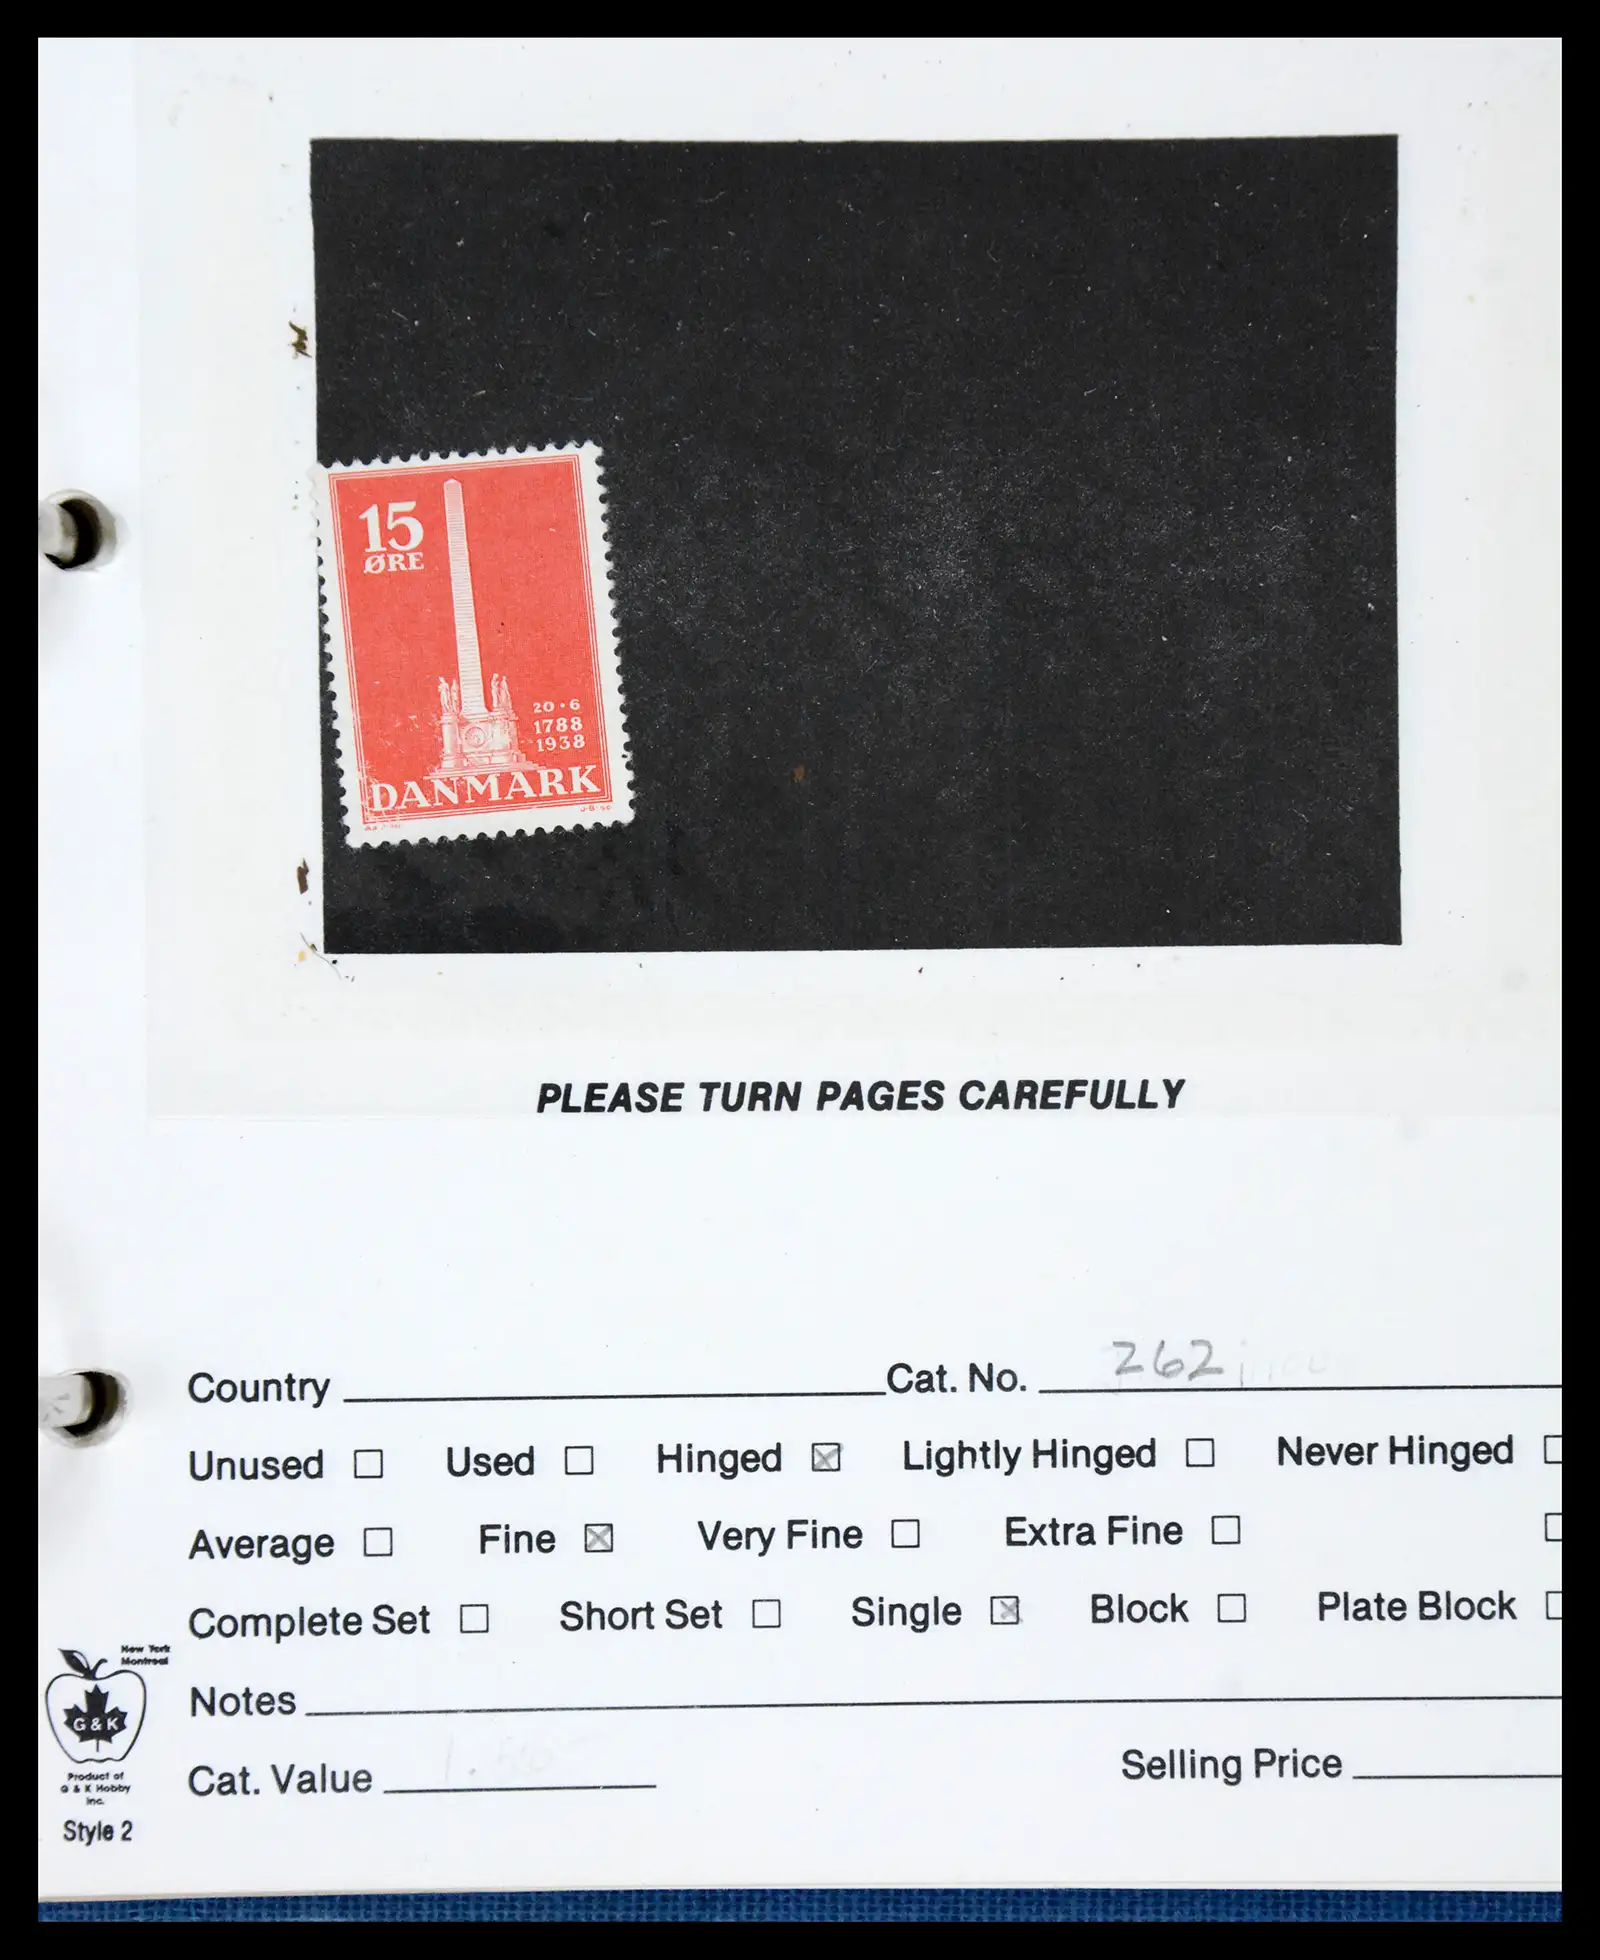 15
ØRE
20·6
1788
1938
DANMARK
PLEASE TURN PAGES CAREFULLY
Country Cat. No. 262
Unused Used Hinged Lightly Hinged Never Hinged
Average Fine Very Fine Extra Fine
Complete Set Short Set Single Block Plate Block
New York
Montreal
G & K
Notes
Product of
G & K Hobby
Inc.
Style 2
Cat. Value Selling Price